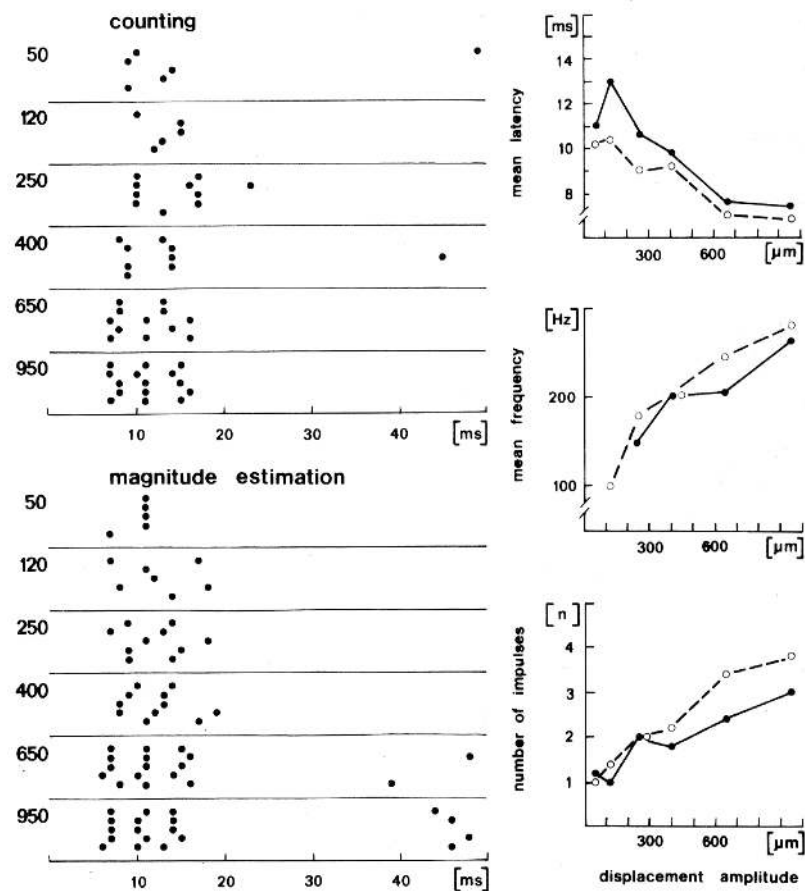 counting
50
120
250
400
650
950
10 20 30 40 [ms]
magnitude estimation
50
120
250
400
650
950
10 20 30 40 [ms]
[ms]
14
12
10
8
mean latency
300 600 [µm]
[Hz]
200
100
mean frequency
300 600 [µm]
[n]
4
3
2
1
number of impulses
300 600 [µm]
displacement amplitude